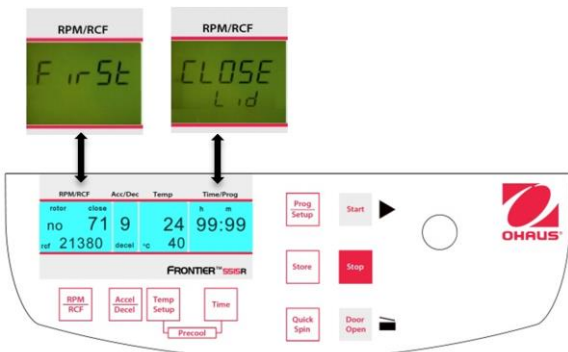 RPM/RCF
FirSt
RPM/RCF
CLOSE
Lid
RPM/RCF Acc/Dec Temp Time/Prog
rotor close h m
no 71 9 24 99:99
rcf 21380 decel °C 40
FRONTIER™ 5515R
RPM
RCF
Accel
Decel
Temp
Setup
Time
Precool
Prog
Setup
Start
Store
Stop
Quick
Spin
Door
Open
OHAUS®